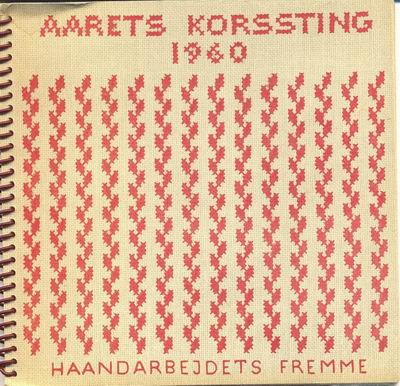 AARETS KORSSTING
1960
HAANDARBEJDETS FREMME